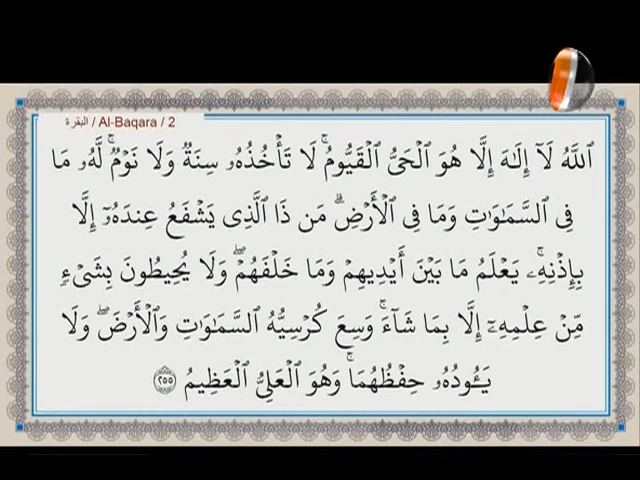 البقرة / Al-Baqara / 2
ٱللَّهُ لَآ إِلَـٰهَ إِلَّا هُوَ ٱلْحَىُّ ٱلْقَيُّومُ ۚ لَا تَأْخُذُهُۥ سِنَةٌ وَلَا نَوْمٌ ۚ لَّهُۥ مَا
فِى ٱلسَّمَـٰوَٰتِ وَمَا فِى ٱلْأَرْضِ ۗ مَن ذَا ٱلَّذِى يَشْفَعُ عِندَهُۥٓ إِلَّا
بِإِذْنِهِۦ ۚ يَعْلَمُ مَا بَيْنَ أَيْدِيهِمْ وَمَا خَلْفَهُمْ ۖ وَلَا يُحِيطُونَ بِشَىْءٍ
مِّنْ عِلْمِهِۦٓ إِلَّا بِمَا شَآءَ ۚ وَسِعَ كُرْسِيُّهُ ٱلسَّمَـٰوَٰتِ وَٱلْأَرْضَ ۖ وَلَا
يَـُٔودُهُۥ حِفْظُهُمَا ۚ وَهُوَ ٱلْعَلِىُّ ٱلْعَظِيمُ ۝٢٥٥